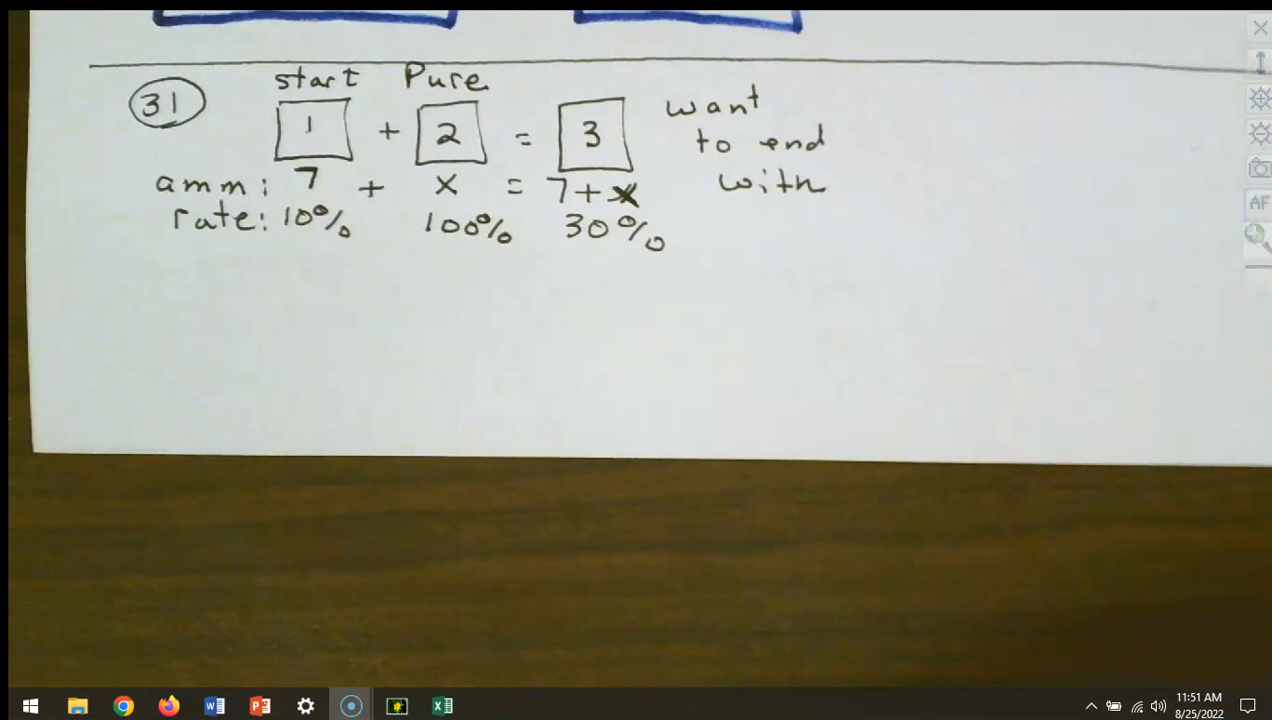 31 start Pure
1 + 2 = 3 want to end with
amm: 7 + x = 7+x
rate: 10% 100% 30%
AF
11:51 AM
8/25/2022